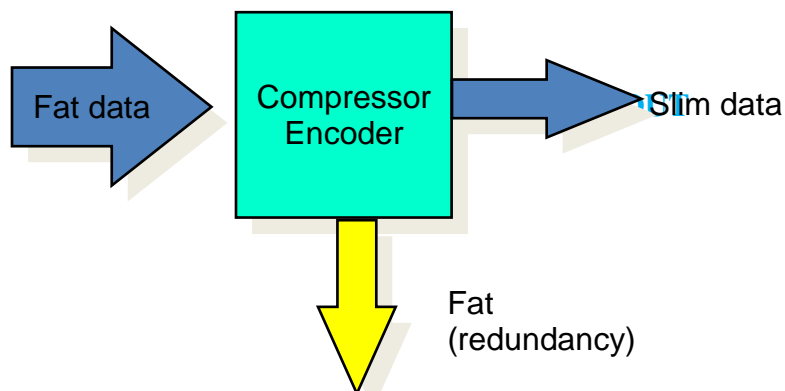 Fat data
Compressor
Encoder
Slim data
Fat
(redundancy)